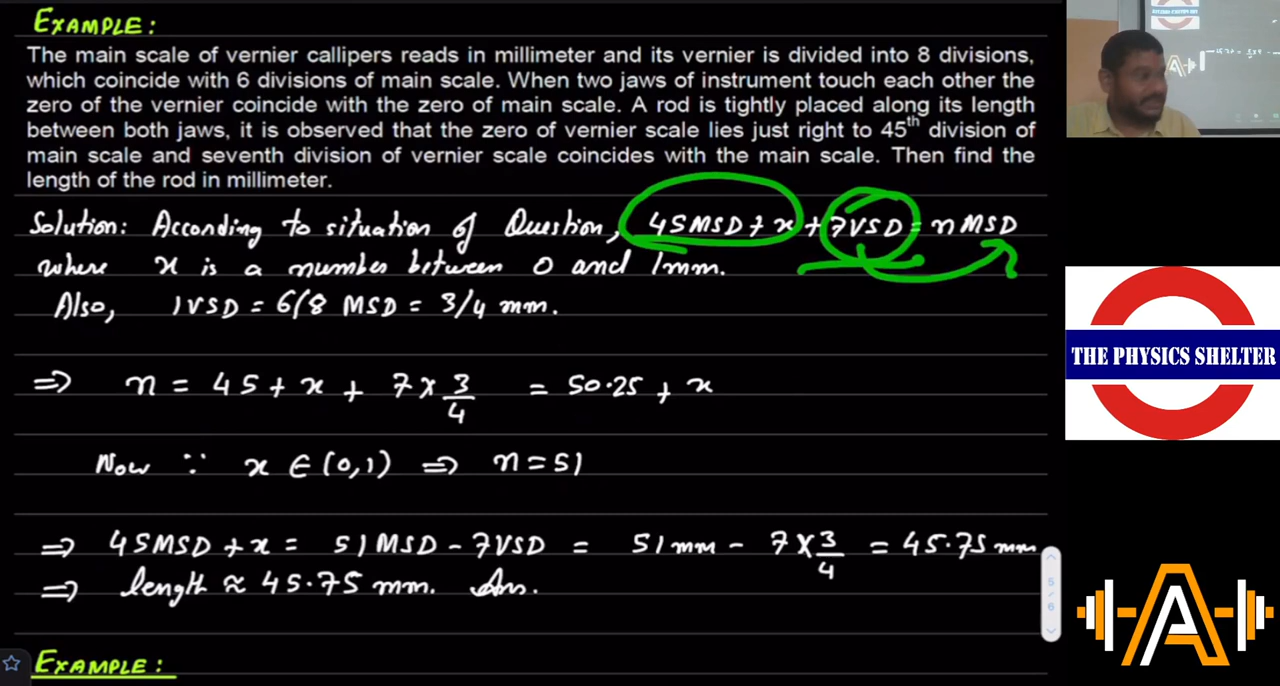 EXAMPLE:
The main scale of vernier callipers reads in millimeter and its vernier is divided into 8 divisions,
which coincide with 6 divisions of main scale. When two jaws of instrument touch each other the
zero of the vernier coincide with the zero of main scale. A rod is tightly placed along its length
between both jaws, it is observed that the zero of vernier scale lies just right to 45th division of
main scale and seventh division of vernier scale coincides with the main scale. Then find the
length of the rod in millimeter.
Solution: According to situation of Question, 45MSD + x + 7VSD = n MSD
where x is a number between 0 and 1mm.
Also, 1VSD = 6/8 MSD = 3/4 mm.
⇒ n = 45 + x + 7 × 3/4 = 50.25 + x
Now ∵ x ∈ (0,1) ⇒ n = 51
⇒ 45MSD + x = 51MSD - 7VSD = 51mm - 7 × 3/4 = 45.75 mm
⇒ length ≈ 45.75 mm. Ans.
EXAMPLE:
THE PHYSICS SHELTER
A
5
/
6